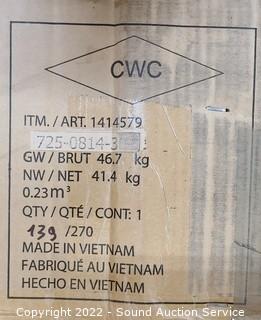 CWC
ITM. / ART. 1414579
725-0814-3
GW / BRUT 46.7 kg
NW / NET 41.4 kg
0.23m³
QTY / QTÉ / CONT: 1
139 /270
MADE IN VIETNAM
FABRIQUÉ AU VIETNAM
HECHO EN VIETNAM
Copyright © 2022 - Sound Auction Service